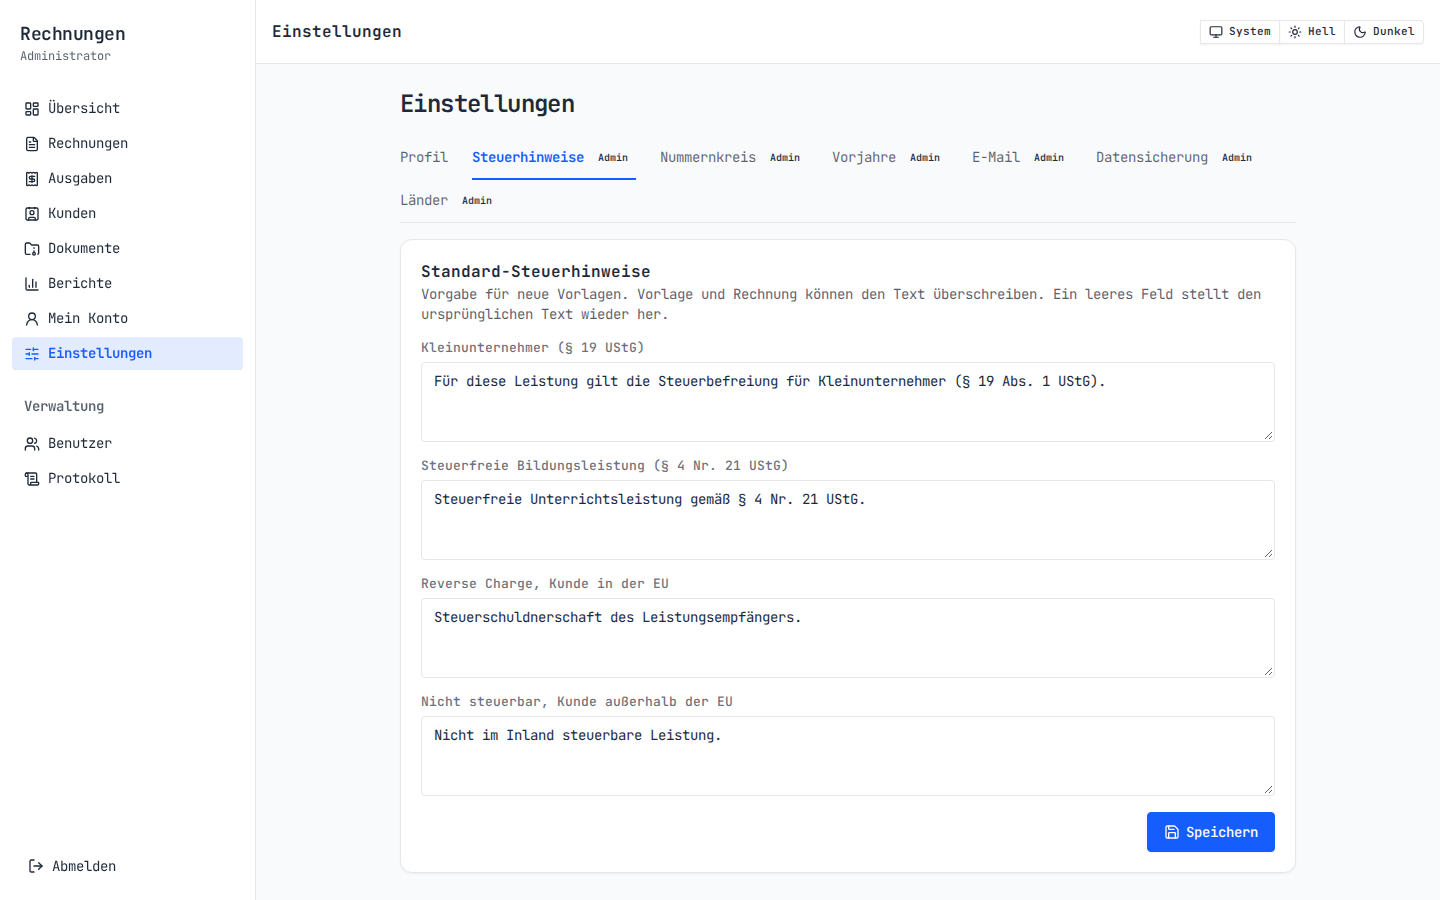 Rechnungen
Administrator
Übersicht
Rechnungen
Ausgaben
Kunden
Dokumente
Berichte
Mein Konto
Einstellungen
Verwaltung
Benutzer
Protokoll
Abmelden
Einstellungen
System Hell Dunkel
Einstellungen
Profil Steuerhinweise Admin Nummernkreis Admin Vorjahre Admin E-Mail Admin Datensicherung Admin
Länder Admin
Standard-Steuerhinweise
Vorgabe für neue Vorlagen. Vorlage und Rechnung können den Text überschreiben. Ein leeres Feld stellt den
ursprünglichen Text wieder her.
Kleinunternehmer (§ 19 UStG)
Für diese Leistung gilt die Steuerbefreiung für Kleinunternehmer (§ 19 Abs. 1 UStG).
Steuerfreie Bildungsleistung (§ 4 Nr. 21 UStG)
Steuerfreie Unterrichtsleistung gemäß § 4 Nr. 21 UStG.
Reverse Charge, Kunde in der EU
Steuerschuldnerschaft des Leistungsempfängers.
Nicht steuerbar, Kunde außerhalb der EU
Nicht im Inland steuerbare Leistung.
Speichern